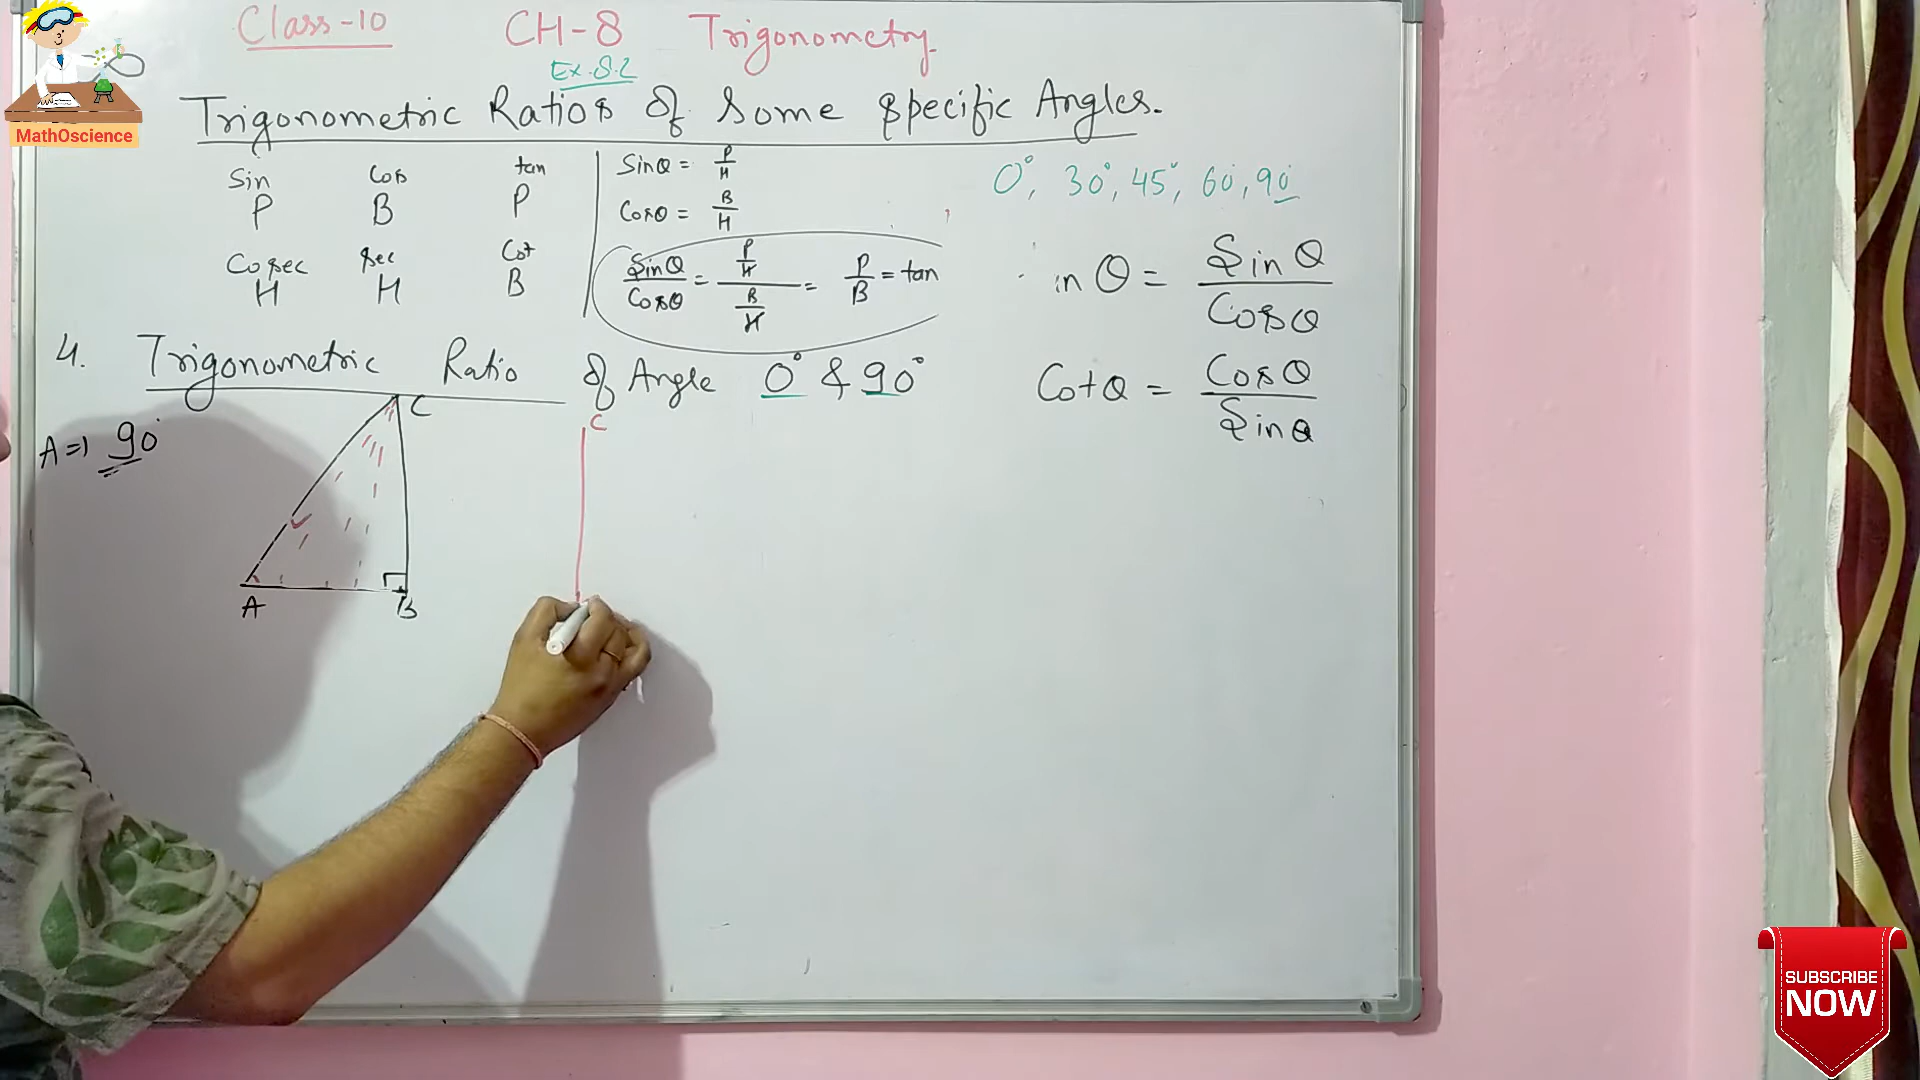 Class-10 CH-8 Trigonometry
Ex.8.2
MathOscience
Trigonometric Ratios of Some specific Angles.
Sin Cos tan
P B P
Cosec sec Cot
H H B
Sinθ = P/H
Cosθ = B/H
Sinθ/Cosθ = P/H / B/H = P/B = tan
0°, 30°, 45°, 60, 90
in θ = Sinθ/Cosθ
Cotθ = Cosθ/Sinθ
4. Trigonometric Ratio of Angle 0° & 90°
A⇒ 90°
C
A
B
C
SUBSCRIBE
NOW